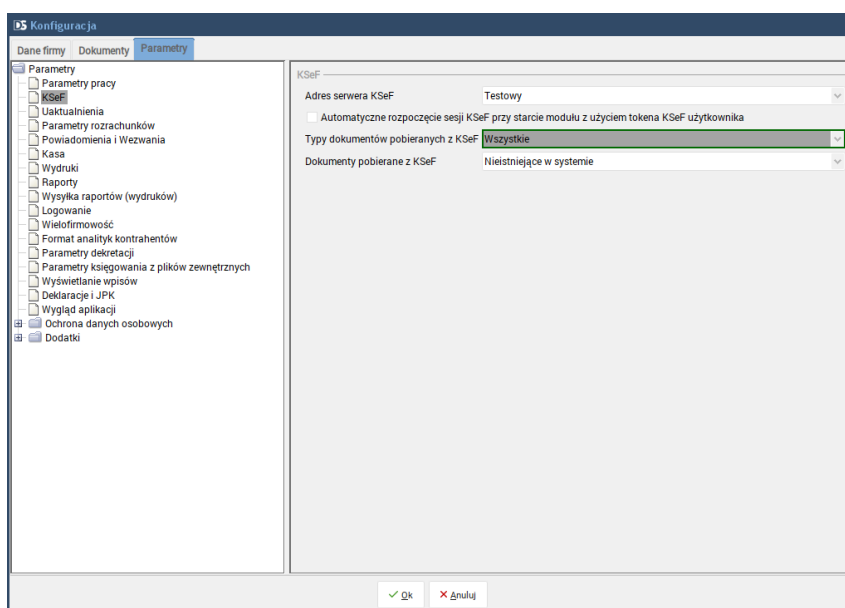 DS Konfiguracja
Dane firmy Dokumenty Parametry
Parametry
Parametry pracy
KSeF
Uaktualnienia
Parametry rozrachunków
Powiadomienia i Wezwania
Kasa
Wydruki
Raporty
Wysyłka raportów (wydruków)
Logowanie
Wielofirmowość
Format analityk kontrahentów
Parametry dekretacji
Parametry księgowania z plików zewnętrznych
Wyświetlanie wpisów
Deklaracje i JPK
Wygląd aplikacji
Ochrona danych osobowych
Dodatki
KSeF
Adres serwera KSeF Testowy
Automatyczne rozpoczęcie sesji KSeF przy starcie modułu z użyciem tokena KSeF użytkownika
Typy dokumentów pobieranych z KSeF Wszystkie
Dokumenty pobierane z KSeF Nieistniejące w systemie
Ok Anuluj